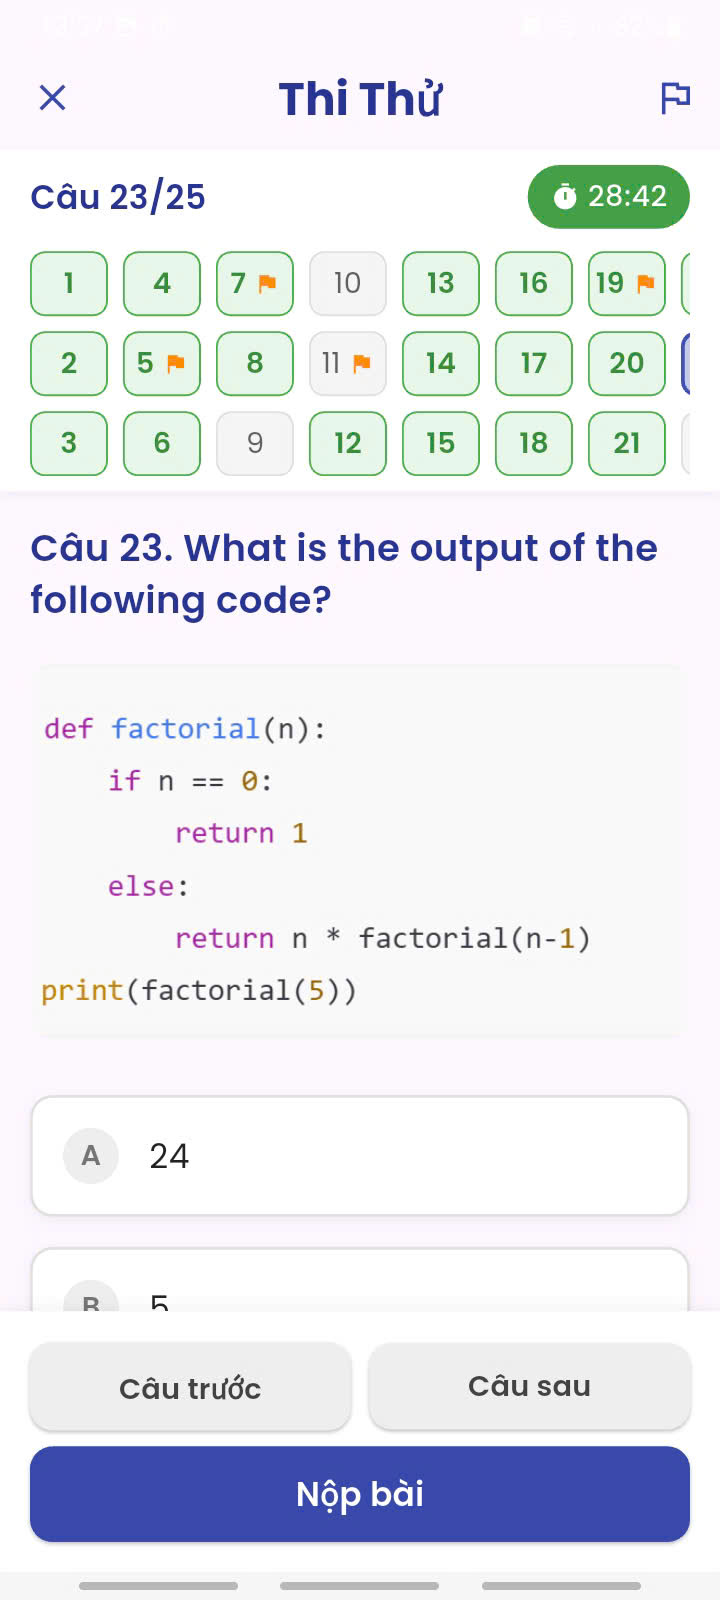 Thi Thử
Câu 23/25
28:42
1 4 7 10 13 16 19
2 5 8 11 14 17 20
3 6 9 12 15 18 21
Câu 23. What is the output of the
following code?
def factorial(n):
    if n == 0:
        return 1
    else:
        return n * factorial(n-1)
print(factorial(5))
A 24
B 5
Câu trước Câu sau
Nộp bài